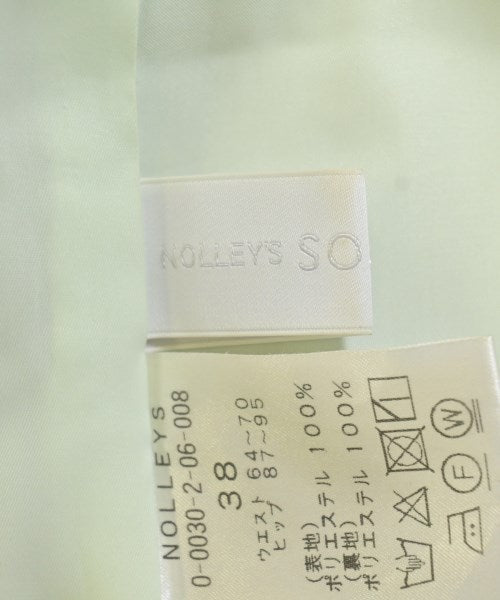 NOLLEY'S SO
NOLLEYS
0-0030-2-06-008
38
ウエスト 64~70
ヒップ 87~95
(表地)
ポリエステル 100%
(裏地)
ポリエステル 100%
F
W